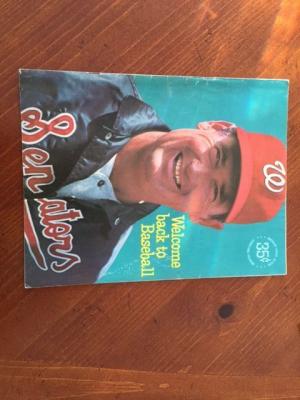 W
Senators
Welcome
back to
Baseball
35¢